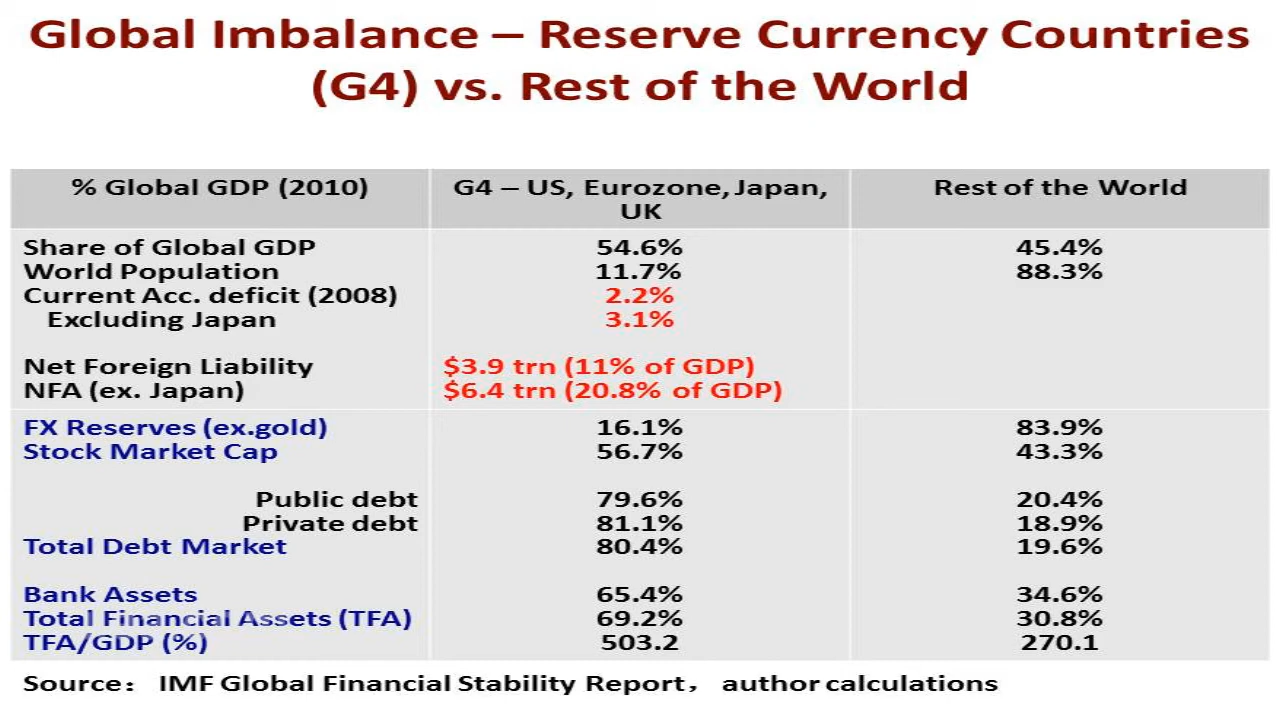 Global Imbalance – Reserve Currency Countries
(G4) vs. Rest of the World
% Global GDP (2010) G4 – US, Eurozone, Japan, UK Rest of the World
Share of Global GDP 54.6% 45.4%
World Population 11.7% 88.3%
Current Acc. deficit (2008) 2.2%
Excluding Japan 3.1%
Net Foreign Liability $3.9 trn (11% of GDP)
NFA (ex. Japan) $6.4 trn (20.8% of GDP)
FX Reserves (ex.gold) 16.1% 83.9%
Stock Market Cap 56.7% 43.3%
Public debt 79.6% 20.4%
Private debt 81.1% 18.9%
Total Debt Market 80.4% 19.6%
Bank Assets 65.4% 34.6%
Total Financial Assets (TFA) 69.2% 30.8%
TFA/GDP (%) 503.2 270.1
Source： IMF Global Financial Stability Report，author calculations